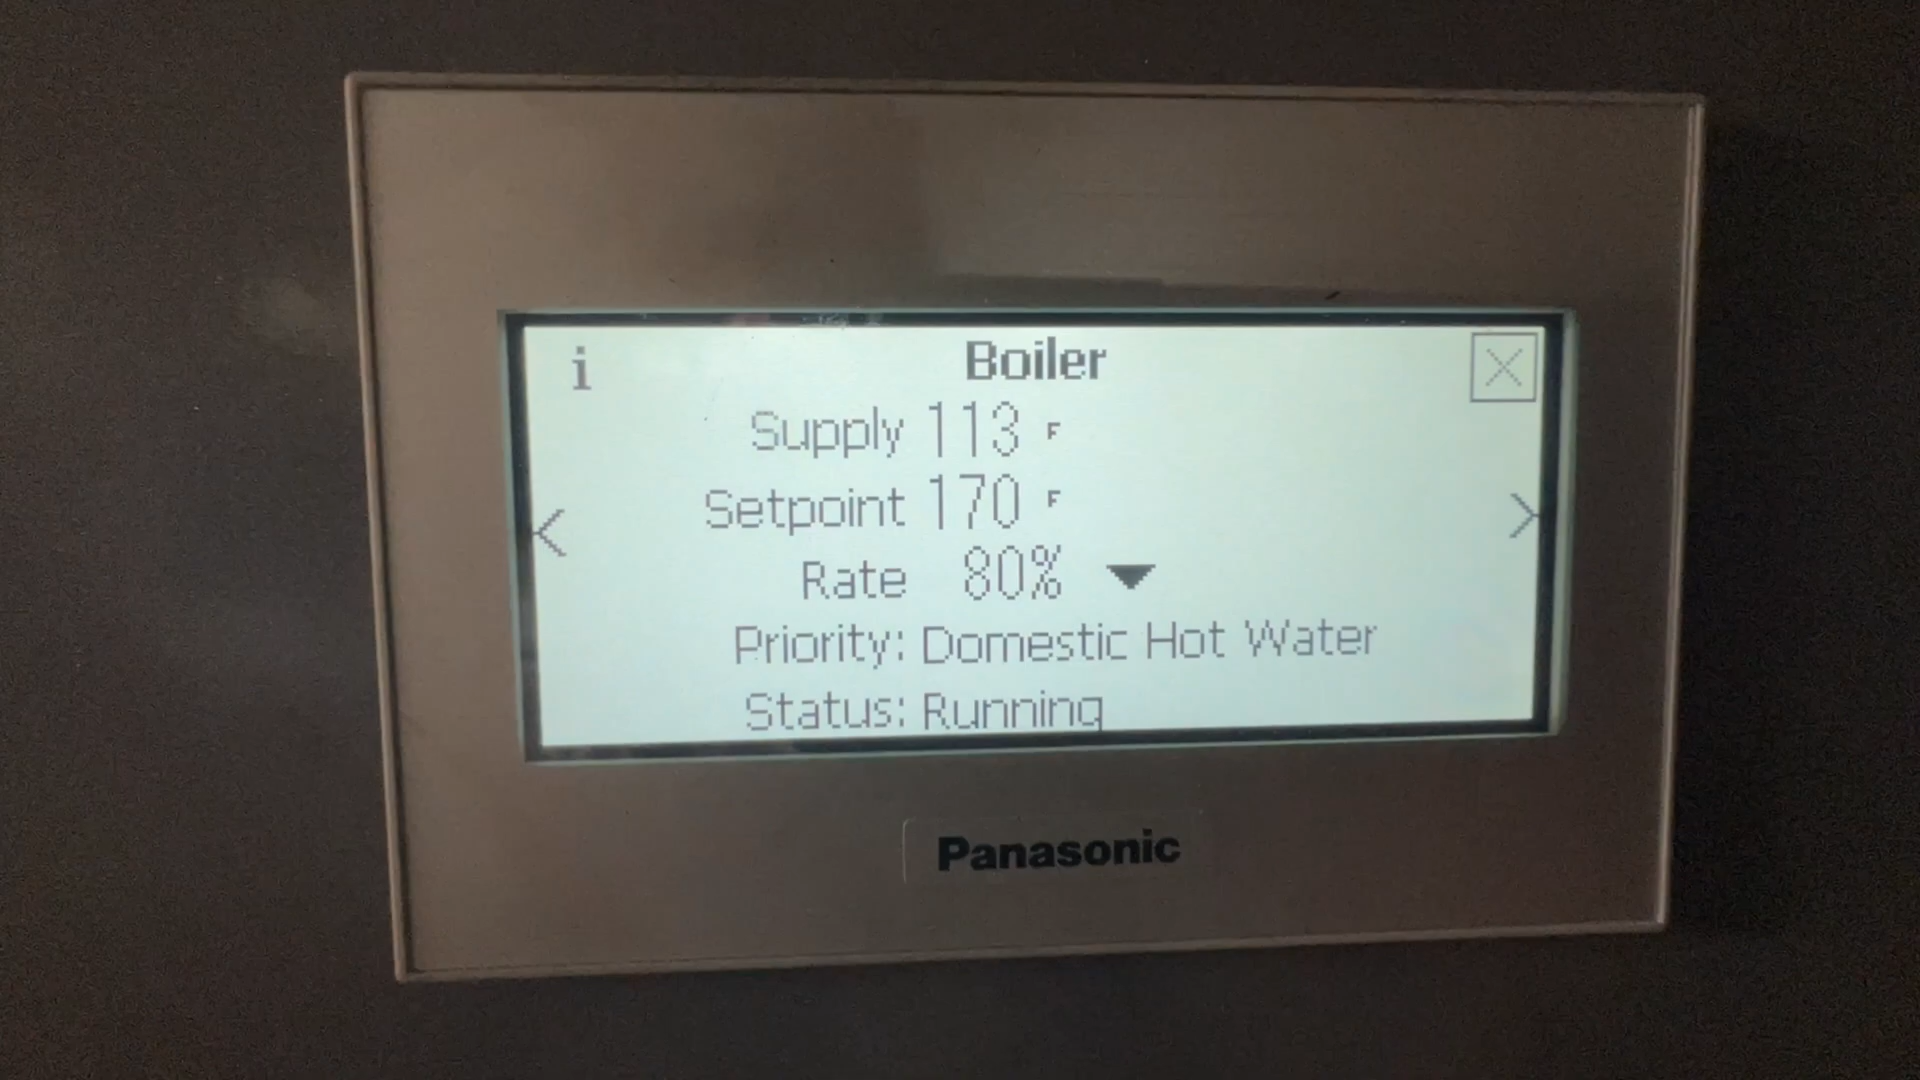 i Boiler
Supply 113 F
Setpoint 170 F
Rate 80%
Priority: Domestic Hot Water
Status: Running
Panasonic